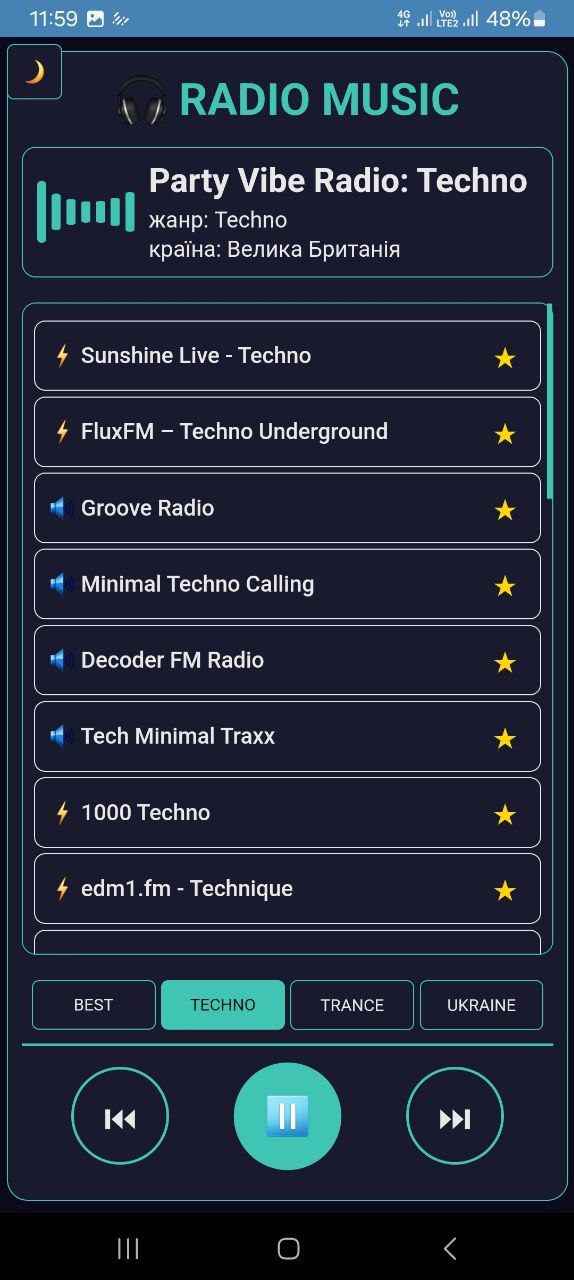 11:59
4G
Vo))
LTE2
48%
RADIO MUSIC
Party Vibe Radio: Techno
жанр: Techno
країна: Велика Британія
Sunshine Live - Techno
FluxFM – Techno Underground
Groove Radio
Minimal Techno Calling
Decoder FM Radio
Tech Minimal Traxx
1000 Techno
edm1.fm - Technique
BEST
TECHNO
TRANCE
UKRAINE